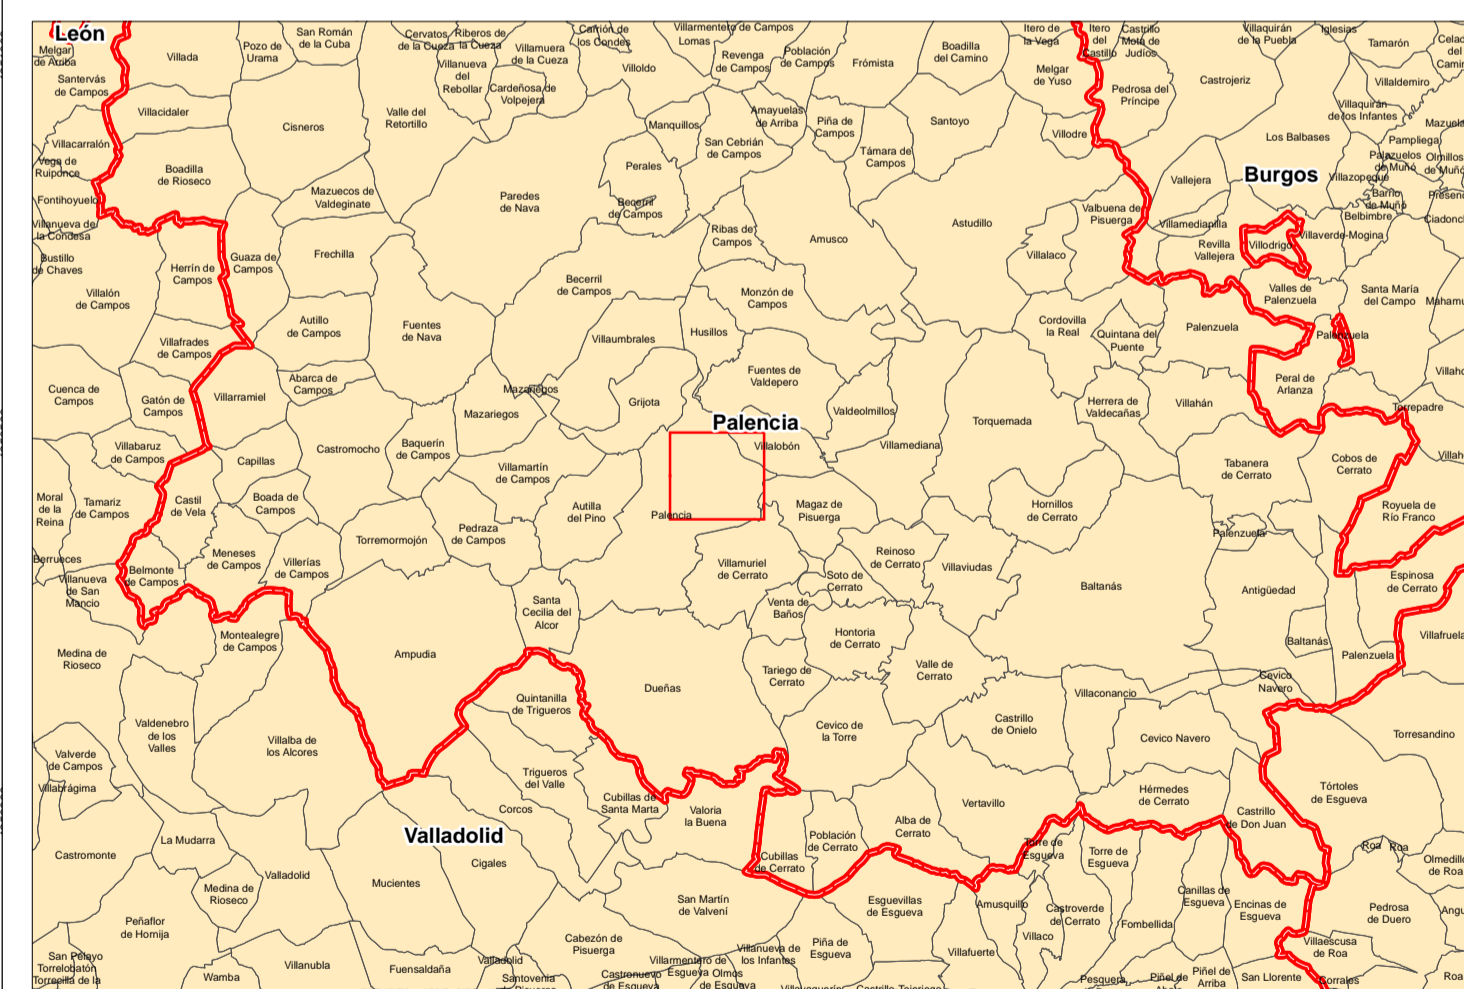 León
Melgar
de Arriba
Santervás
de Campos
Villada
Pozo de
Urama
San Román
de la Cuba
Cervatos
de la Cueza
Riberos de
la Cueza
Villamuera
de la Cueza
Carrión de
los Condes
Villarmentero de Campos
Lomas
Revenga
de Campos
Población
de Campos
Frómista
Boadilla
del Camino
Itero de
la Vega
Itero
del
Castillo
Castrillo
Mota de
Judíos
Villaquirán
de la Puebla
Iglesias
Tamarón
Villanueva
del
Rebollar
Cardeñosa de
Volpejera
Villoldo
Melgar
de Yuso
Pedrosa del
Príncipe
Castrojeriz
Villaldemiro
Villacidaler
Cisneros
Valle del
Retortillo
Manquillos
Amayuelas
de Arriba
San Cebrián
de Campos
Piña de
Campos
Támara de
Campos
Santoyo
Villodre
Los Balbases
Villaquirán
de los Infantes
Pampliega
Villacarralón
Vega de
Ruiponce
Boadilla
de Rioseco
Mazuecos de
Valdeginate
Paredes
de Nava
Perales
Becerril
de Campos
Vallejera
Burgos
Villazopeque
Palazuelos
de Muñó
Olmillos
de Muñó
Barrio
de Muñó
Belbimbre
Fontihoyuelo
Villanueva de
la Condesa
Bustillo
de Chaves
Villalón
de Campos
Herrín de
Campos
Guaza de
Campos
Frechilla
Becerril
de Campos
Ribas de
Campos
Amusco
Astudillo
Valbuena de
Pisuerga
Villalaco
Villamedianilla
Revilla
Vallejera
Villodrigo
Villaverde-Mogina
Monzón de
Campos
Valles de
Palenzuela
Santa María
del Campo
Autillo
de Campos
Fuentes
de Nava
Villaumbrales
Husillos
Cordovilla
la Real
Quintana del
Puente
Palenzuela
Palenzuela
Villafrades
de Campos
Cuenca de
Campos
Gatón de
Campos
Villarramiel
Abarca de
Campos
Mazariegos
Mazariegos
Grijota
Fuentes de
Valdepero
Valdeolmillos
Palencia
Torquemada
Herrera de
Valdecañas
Villahán
Peral de
Arlanza
Torrepadre
Villabaruz
de Campos
Capillas
Castromocho
Baquerín
de Campos
Villamartín
de Campos
Villalobón
Villamediana
Tabanera
de Cerrato
Cobos de
Cerrato
Moral
de la
Reina
Tamariz
de Campos
Castil
de Vela
Boada de
Campos
Pedraza
de Campos
Autilla
del Pino
Palencia
Magaz de
Pisuerga
Hornillos
de Cerrato
Palenzuela
Royuela de
Río Franco
Berrueces
Villanueva
de San
Mancio
Belmonte
de Campos
Meneses
de Campos
Villerías
de Campos
Torremormojón
Santa
Cecilia del
Alcor
Villamuriel
de Cerrato
Soto de
Cerrato
Reinoso
de Cerrato
Villaviudas
Baltanás
Antigüedad
Espinosa
de Cerrato
Venta de
Baños
Hontoria
de Cerrato
Baltanás
Palenzuela
Medina de
Rioseco
Montealegre
de Campos
Ampudia
Quintanilla
de Trigueros
Dueñas
Tariego de
Cerrato
Valle de
Cerrato
Villaconancio
Cevico
Navero
Valdenebro
de los
Valles
Villalba de
los Alcores
Cevico de
la Torre
Castrillo
de Onielo
Cevico Navero
Torresandino
Valverde
de Campos
Villabrágima
Trigueros
del Valle
Corcos
Cubillas de
Santa Marta
Valoria
la Buena
Vertavillo
Hérmedes
de Cerrato
Tórtoles
de Esgueva
Castromonte
La Mudarra
Valladolid
Cigales
Población
de Cerrato
Alba de
Cerrato
Cubillas
de Cerrato
Torre de
Esgueva
Torre de
Esgueva
Castrillo
de Don Juan
Roa
Roa
Medina de
Rioseco
Valladolid
Mucientes
San Martín
de Valvení
Esguevillas
de Esgueva
Amusquillo
Castroverde
de Cerrato
Canillas de
Esgueva
Encinas de
Esgueva
Pedrosa
de Duero
Peñaflor
de Hornija
Cabezón de
Pisuerga
Villanueva de
los Infantes
Piña de
Esgueva
Villafuerte
Villaco
Fombellida
Villaescusa
de Roa
San Pelayo
Torrelobatón
Torrecilla de la
Wamba
Villanubla
Fuensaldaña
Valladolid
Santovenia
Castronuevo
de Esgueva
Villarmentero de
Esgueva
Olmos
de Esgueva
Pesquera
Piñel de
Piñel de
Arriba
San Llorente
Corrales
Roa